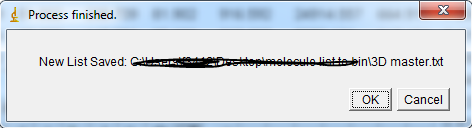 Process finished.
New List Saved: \Desktop\molecule list to bin\3D master.txt
OK Cancel